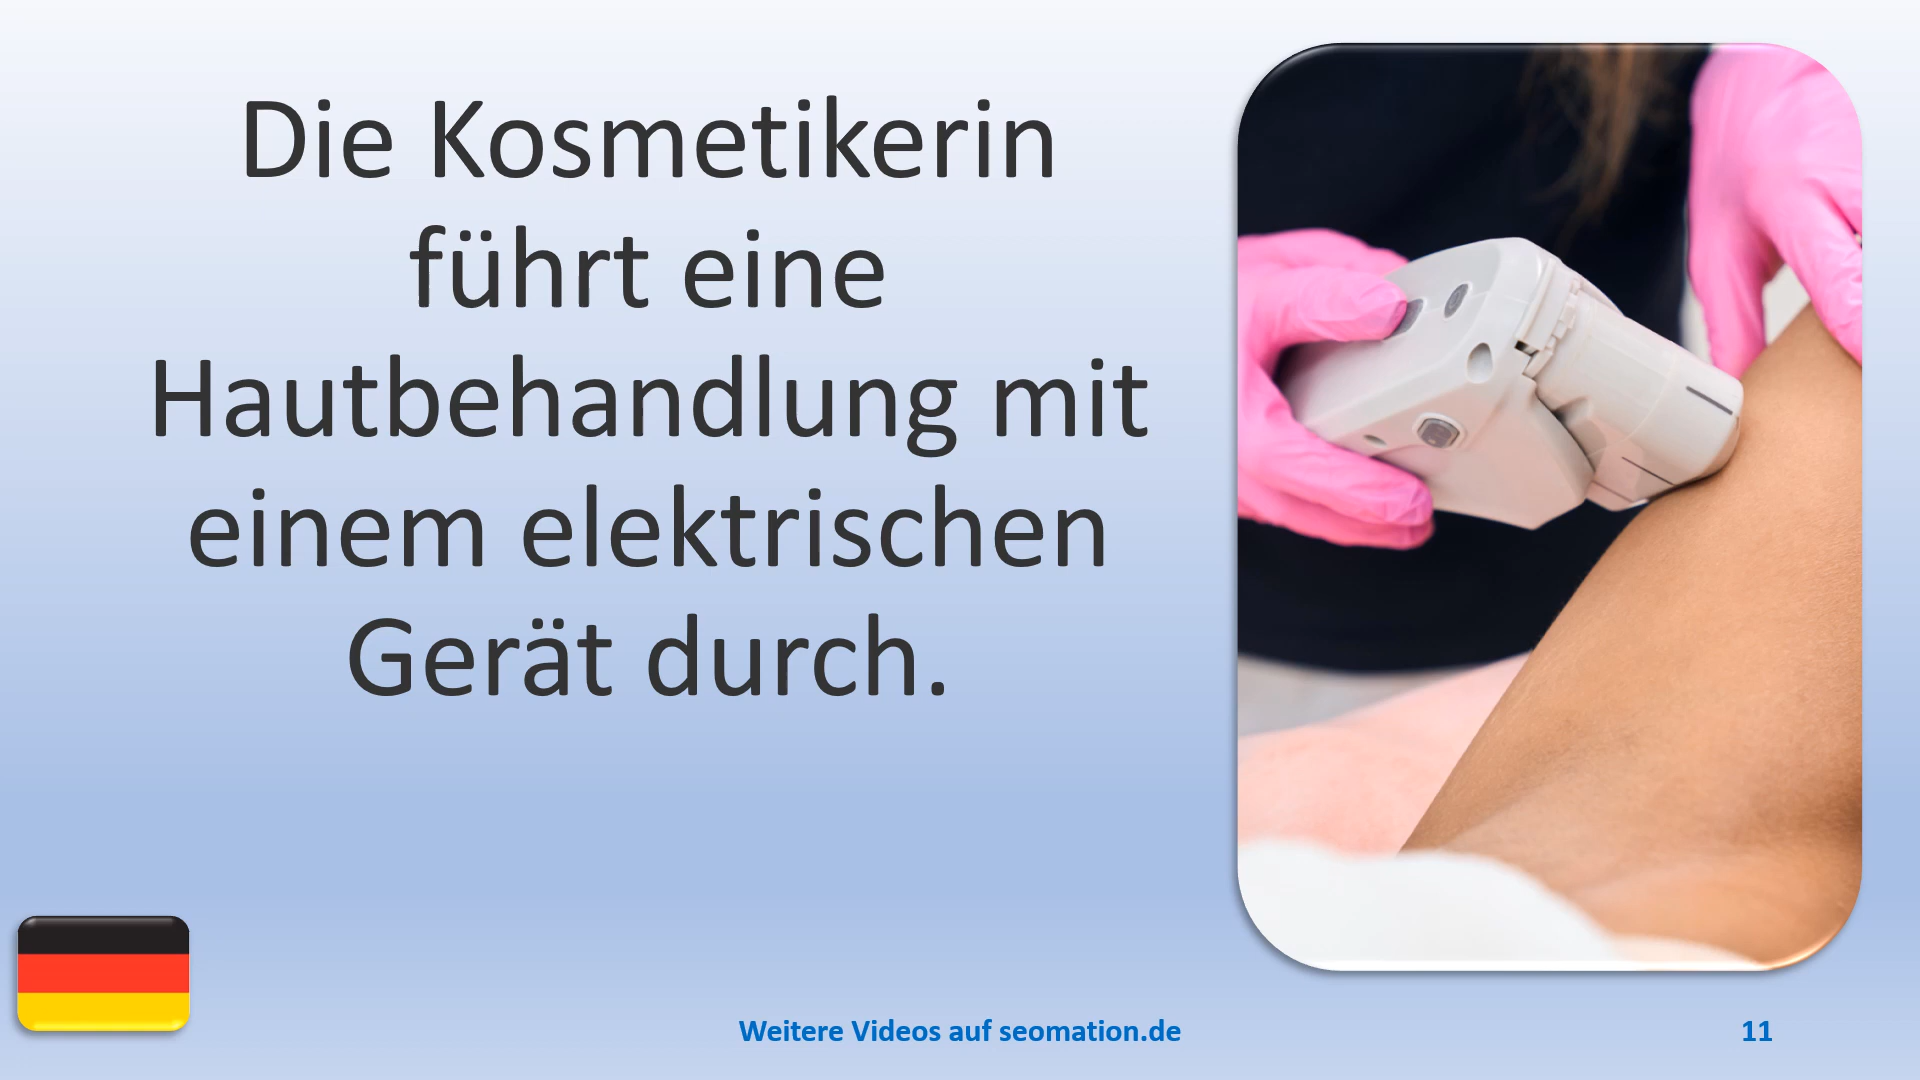 Die Kosmetikerin
führt eine
Hautbehandlung mit
einem elektrischen
Gerät durch.
Weitere Videos auf seomation.de
11